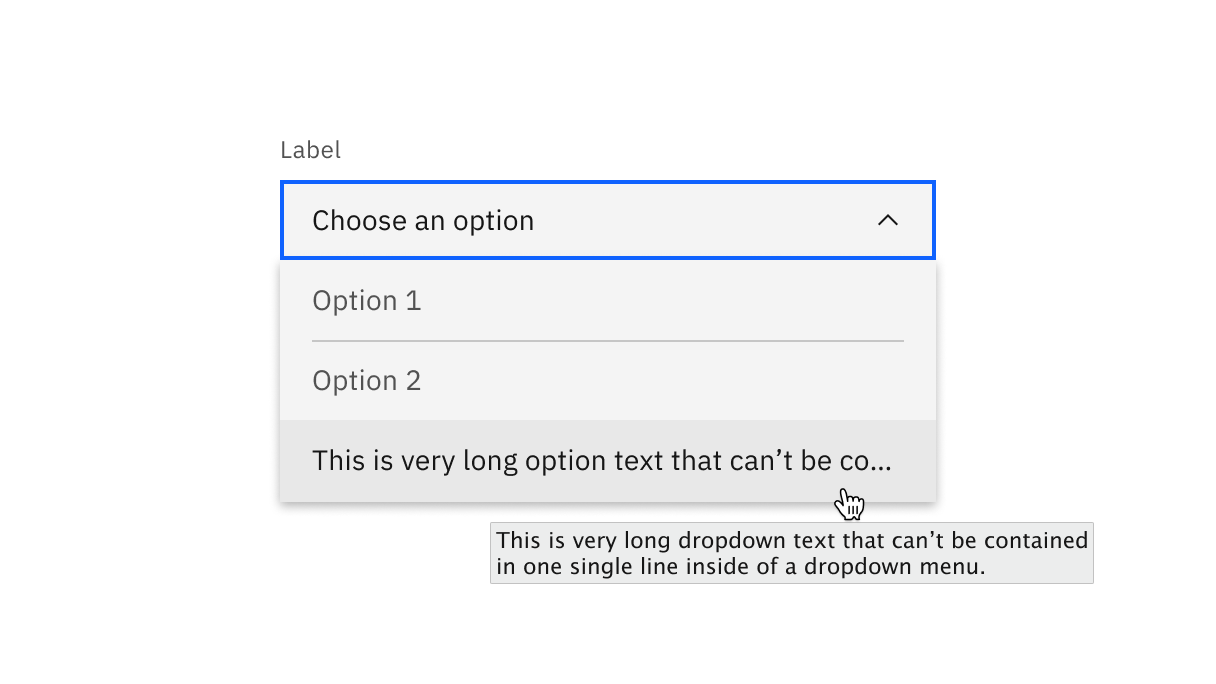 Label
Choose an option
Option 1
Option 2
This is very long option text that can’t be co...
This is very long dropdown text that can’t be contained
in one single line inside of a dropdown menu.